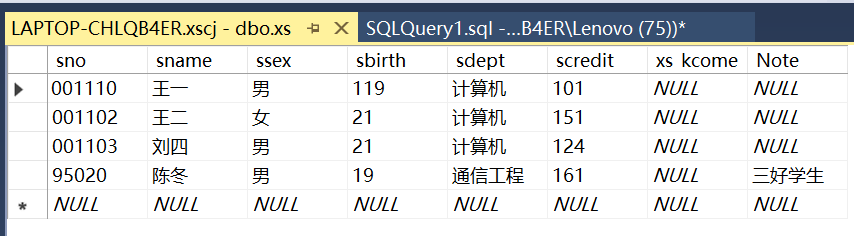 LAPTOP-CHLQB4ER.xscj - dbo.xs SQLQuery1.sql -...B4ER\Lenovo (75))*
sno sname ssex sbirth sdept scredit xs_kcome Note
001110 王一 男 119 计算机 101 NULL NULL
001102 王二 女 21 计算机 151 NULL NULL
001103 刘四 男 21 计算机 124 NULL NULL
95020 陈冬 男 19 通信工程 161 NULL 三好学生
* NULL NULL NULL NULL NULL NULL NULL NULL